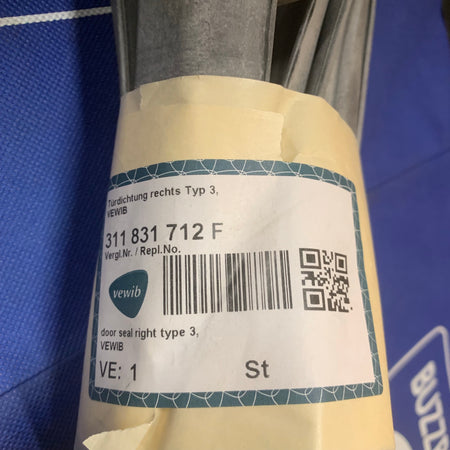 Türdichtung rechts Typ 3,
VEWIB
311 831 712 F
Vergl.Nr. / Repl.No.
vewib
door seal right type 3,
VEWIB
VE: 1 St
BUZZ